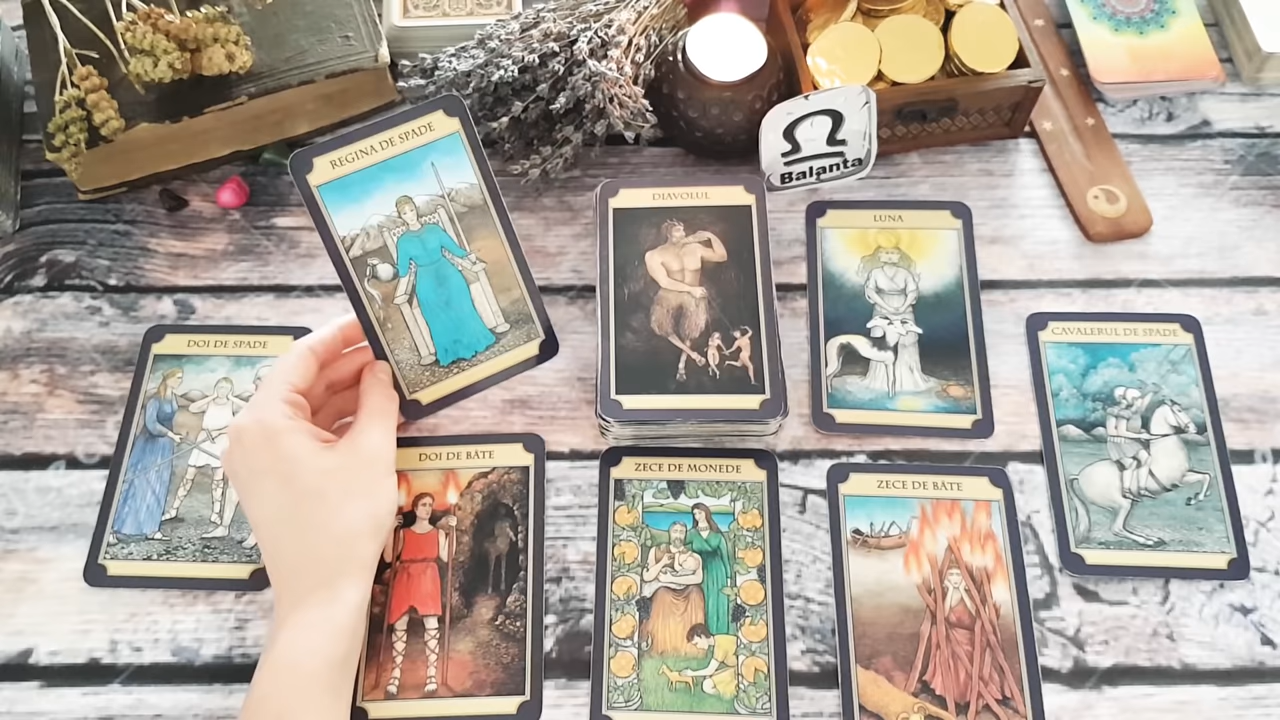 REGINA DE SPADE
Balanta
DIAVOLUL
LUNA
DOI DE SPADE
CAVALERUL DE SPADE
DOI DE BÂTE
ZECE DE MONEDE
ZECE DE BÂTE